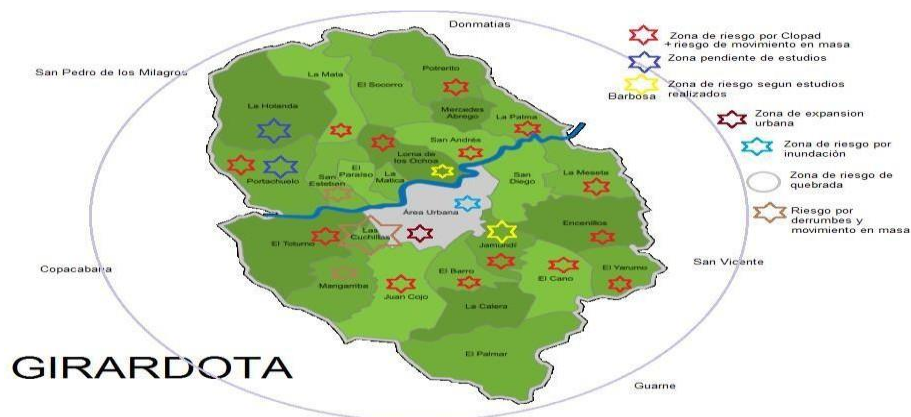 Donmatías
San Pedro de los Milagros
Barbosa
Copacabana
San Vicente
Guarne
GIRARDOTA
La Mata
El Socorro
Potrerito
La Holanda
Mercedes
Abrego
La Palma
San Andrés
Loma de
los Ochoa
El
Paraíso
La
Matica
San
Esteban
Portachuelo
San
Diego
La Meseta
Área Urbana
Encenillos
Las
Cuchillas
El Totumo
Jamundí
Mangarriba
Juan Cojo
El Barro
El Cano
El Yarumo
La Calera
El Palmar
Zona de riesgo por Clopad
+riesgo de movimiento en masa
Zona pendiente de estudios
Zona de riesgo segun estudios
realizados
Zona de expansion
urbana
Zona de riesgo por
inundación
Zona de riesgo de
quebrada
Riesgo por
derrumbes y
movimiento en masa